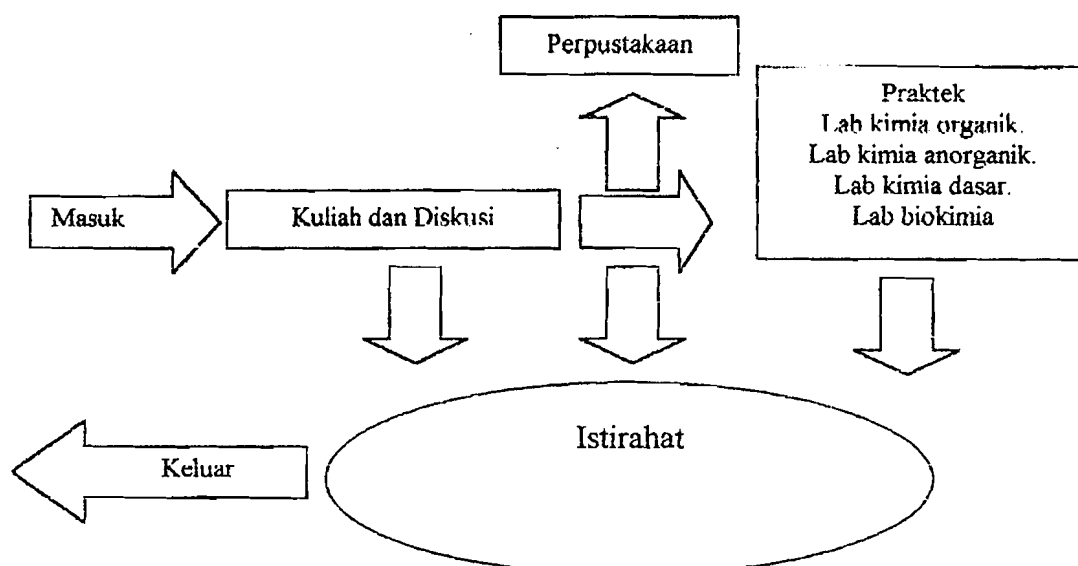 Perpustakaan
Praktek
Lab kimia organik.
Lab kimia anorganik.
Lab kimia dasar.
Lab biokimia
Masuk
Kuliah dan Diskusi
Istirahat
Keluar